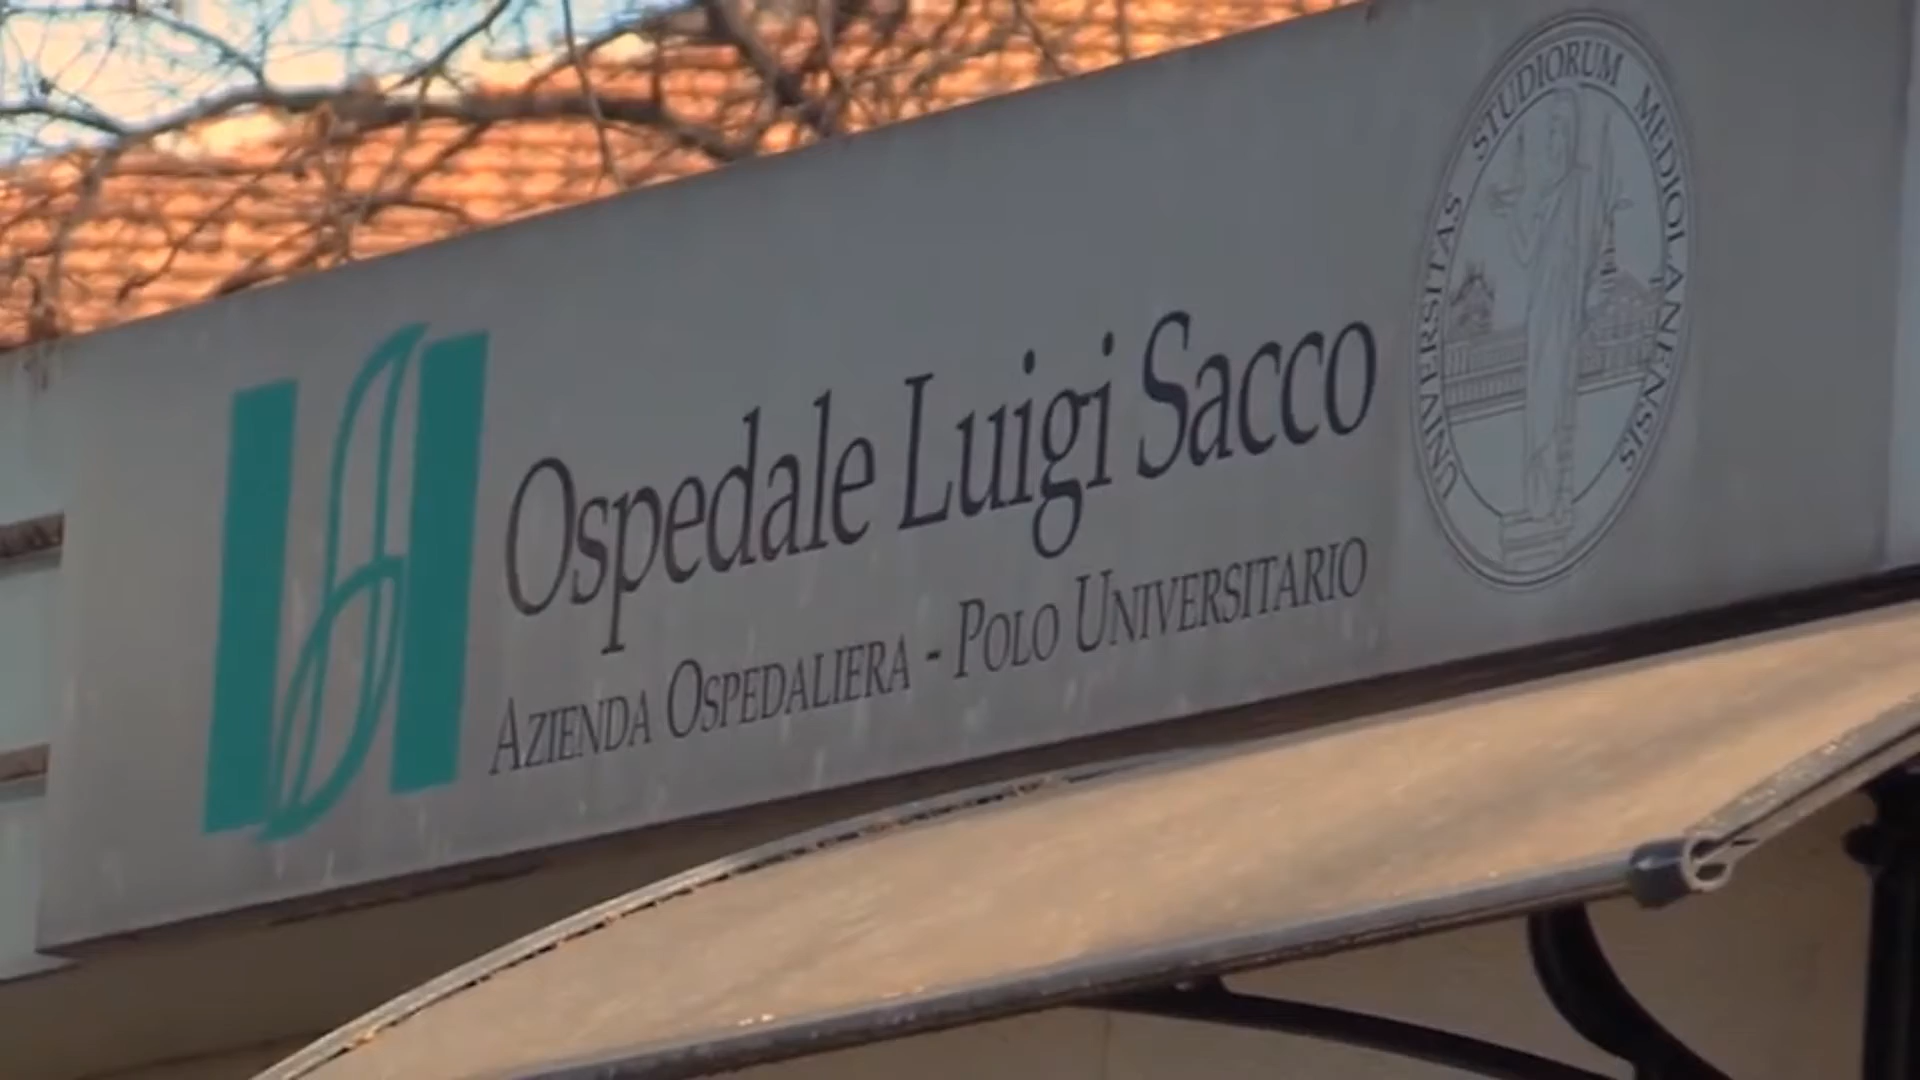 Ospedale Luigi Sacco
AZIENDA OSPEDALIERA - POLO UNIVERSITARIO
UNIVERSITAS STUDIORUM MEDIOLANENSIS